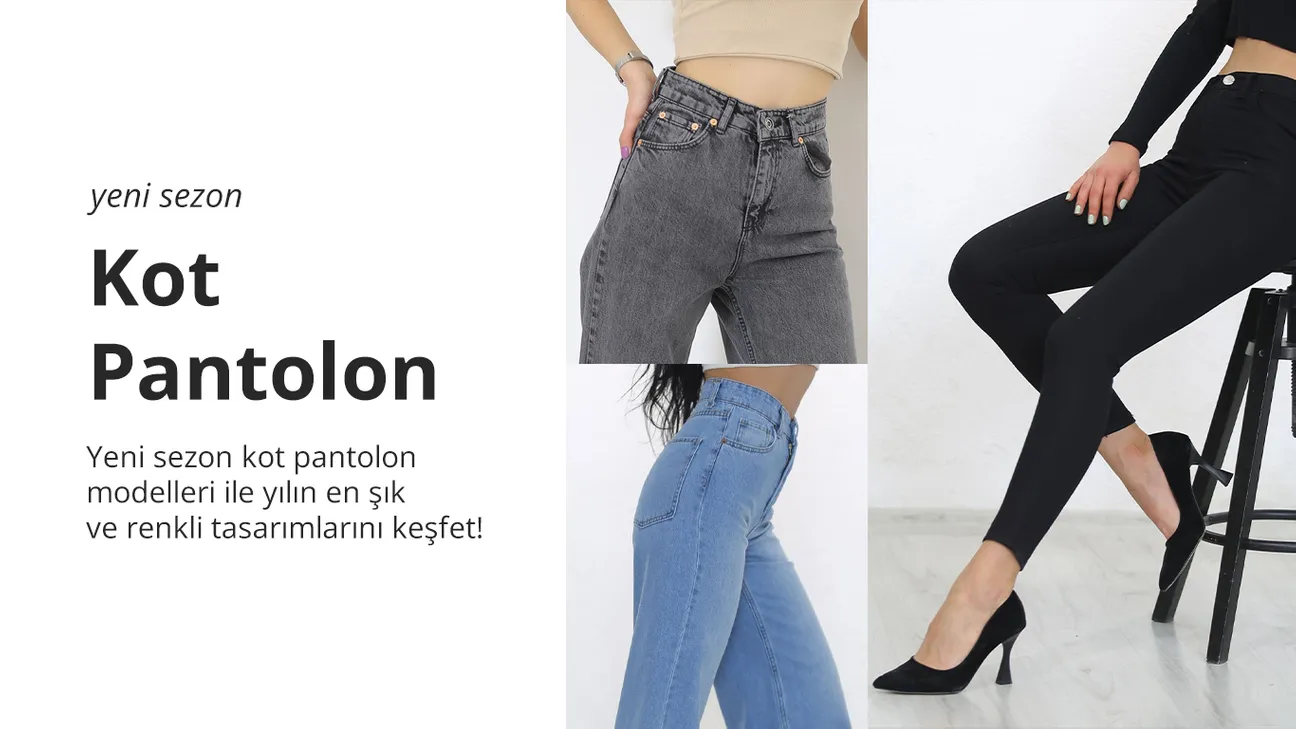 yeni sezon
Kot
Pantolon
Yeni sezon kot pantolon
modelleri ile yılın en şık
ve renkli tasarımlarını keşfet!